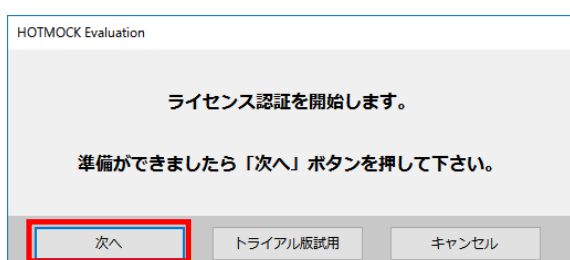 HOTMOCK Evaluation
ライセンス認証を開始します。
準備ができましたら「次へ」ボタンを押して下さい。
次へ
トライアル版試用
キャンセル